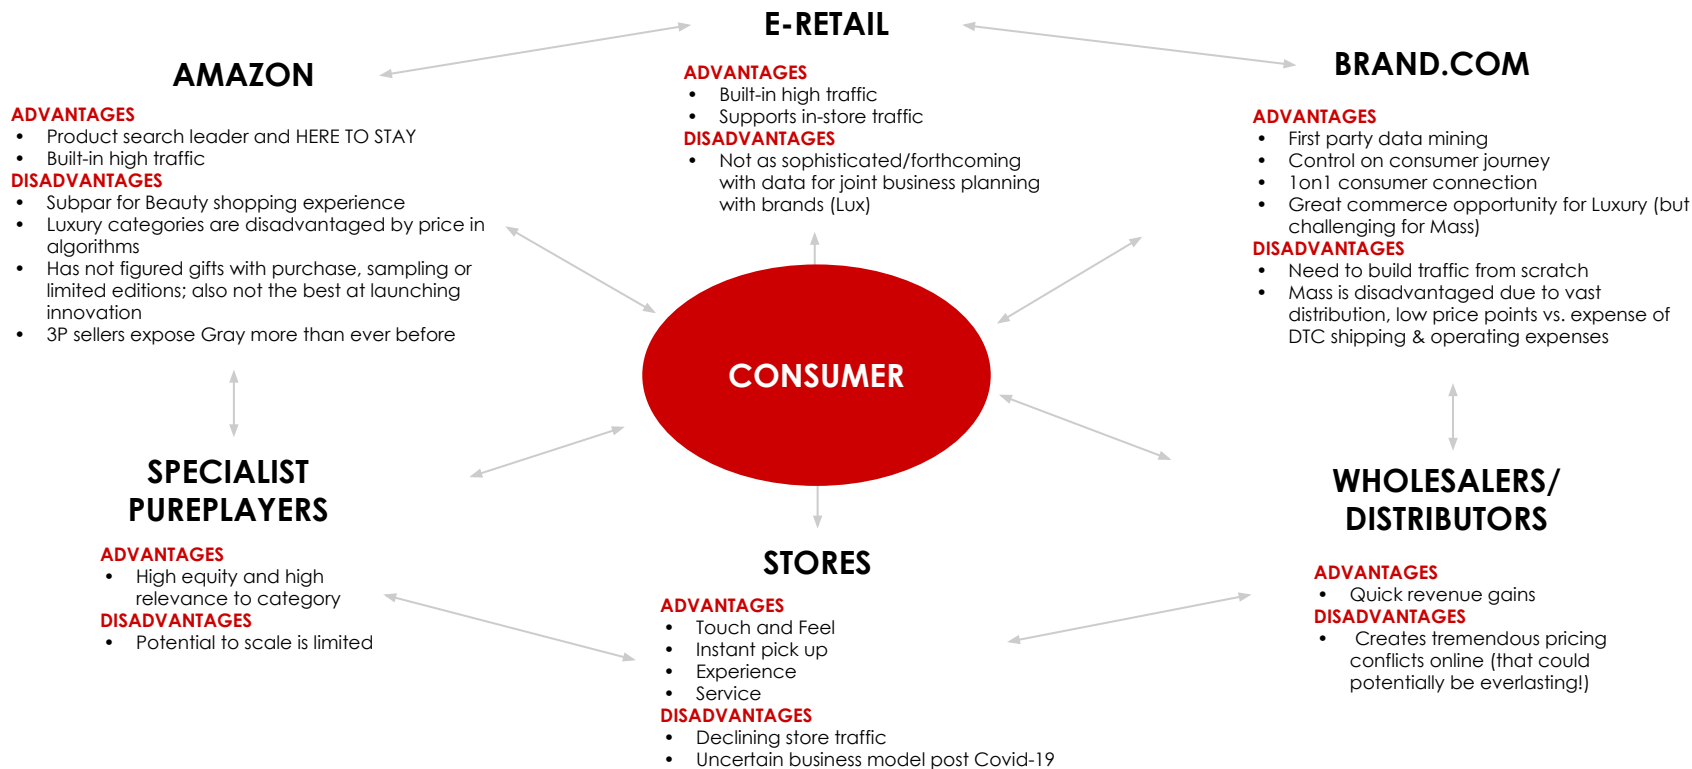 E-RETAIL
ADVANTAGES
• Built-in high traffic
• Supports in-store traffic
DISADVANTAGES
• Not as sophisticated/forthcoming
with data for joint business planning
with brands (Lux)
AMAZON
ADVANTAGES
• Product search leader and HERE TO STAY
• Built-in high traffic
DISADVANTAGES
• Subpar for Beauty shopping experience
• Luxury categories are disadvantaged by price in
algorithms
• Has not figured gifts with purchase, sampling or
limited editions; also not the best at launching
innovation
• 3P sellers expose Gray more than ever before
BRAND.COM
ADVANTAGES
• First party data mining
• Control on consumer journey
• 1on1 consumer connection
• Great commerce opportunity for Luxury (but
challenging for Mass)
DISADVANTAGES
• Need to build traffic from scratch
• Mass is disadvantaged due to vast
distribution, low price points vs. expense of
DTC shipping & operating expenses
CONSUMER
SPECIALIST
PUREPLAYERS
ADVANTAGES
• High equity and high
relevance to category
DISADVANTAGES
• Potential to scale is limited
STORES
ADVANTAGES
• Touch and Feel
• Instant pick up
• Experience
• Service
DISADVANTAGES
• Declining store traffic
• Uncertain business model post Covid-19
WHOLESALERS/
DISTRIBUTORS
ADVANTAGES
• Quick revenue gains
DISADVANTAGES
• Creates tremendous pricing
conflicts online (that could
potentially be everlasting!)